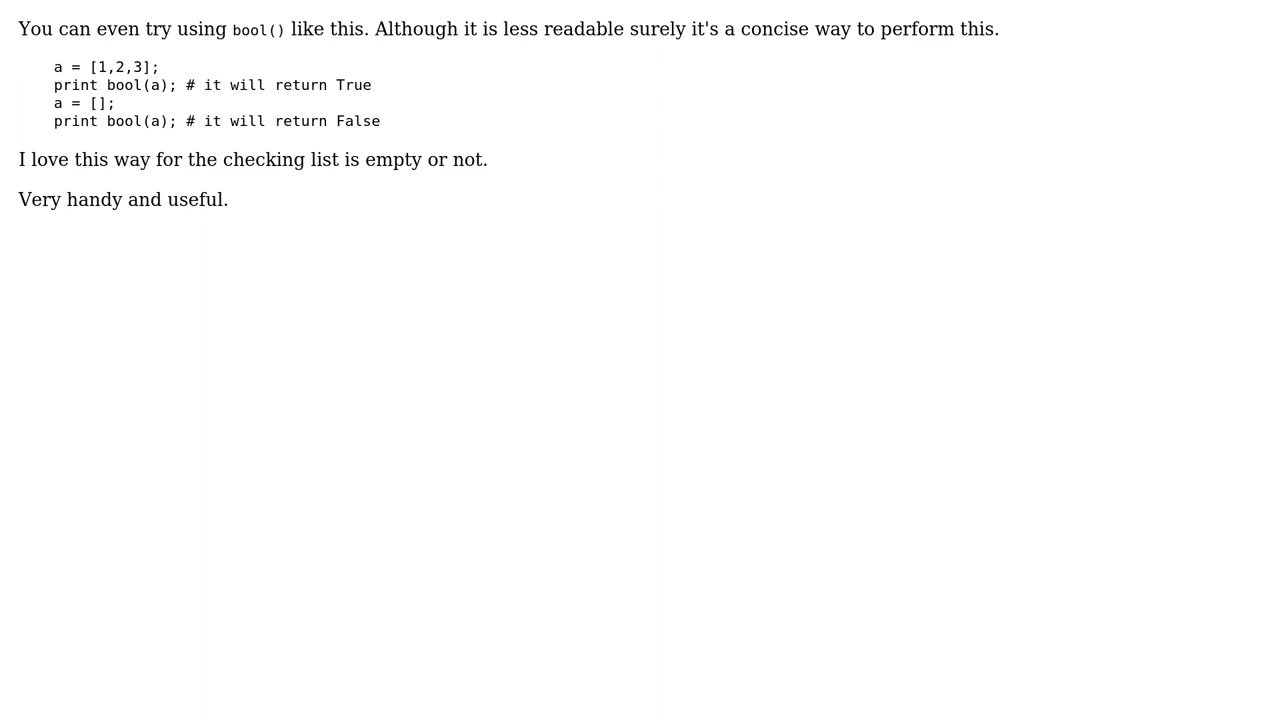 You can even try using bool() like this. Although it is less readable surely it's a concise way to perform this.
a = [1,2,3];
print bool(a); # it will return True
a = [];
print bool(a); # it will return False
I love this way for the checking list is empty or not.
Very handy and useful.